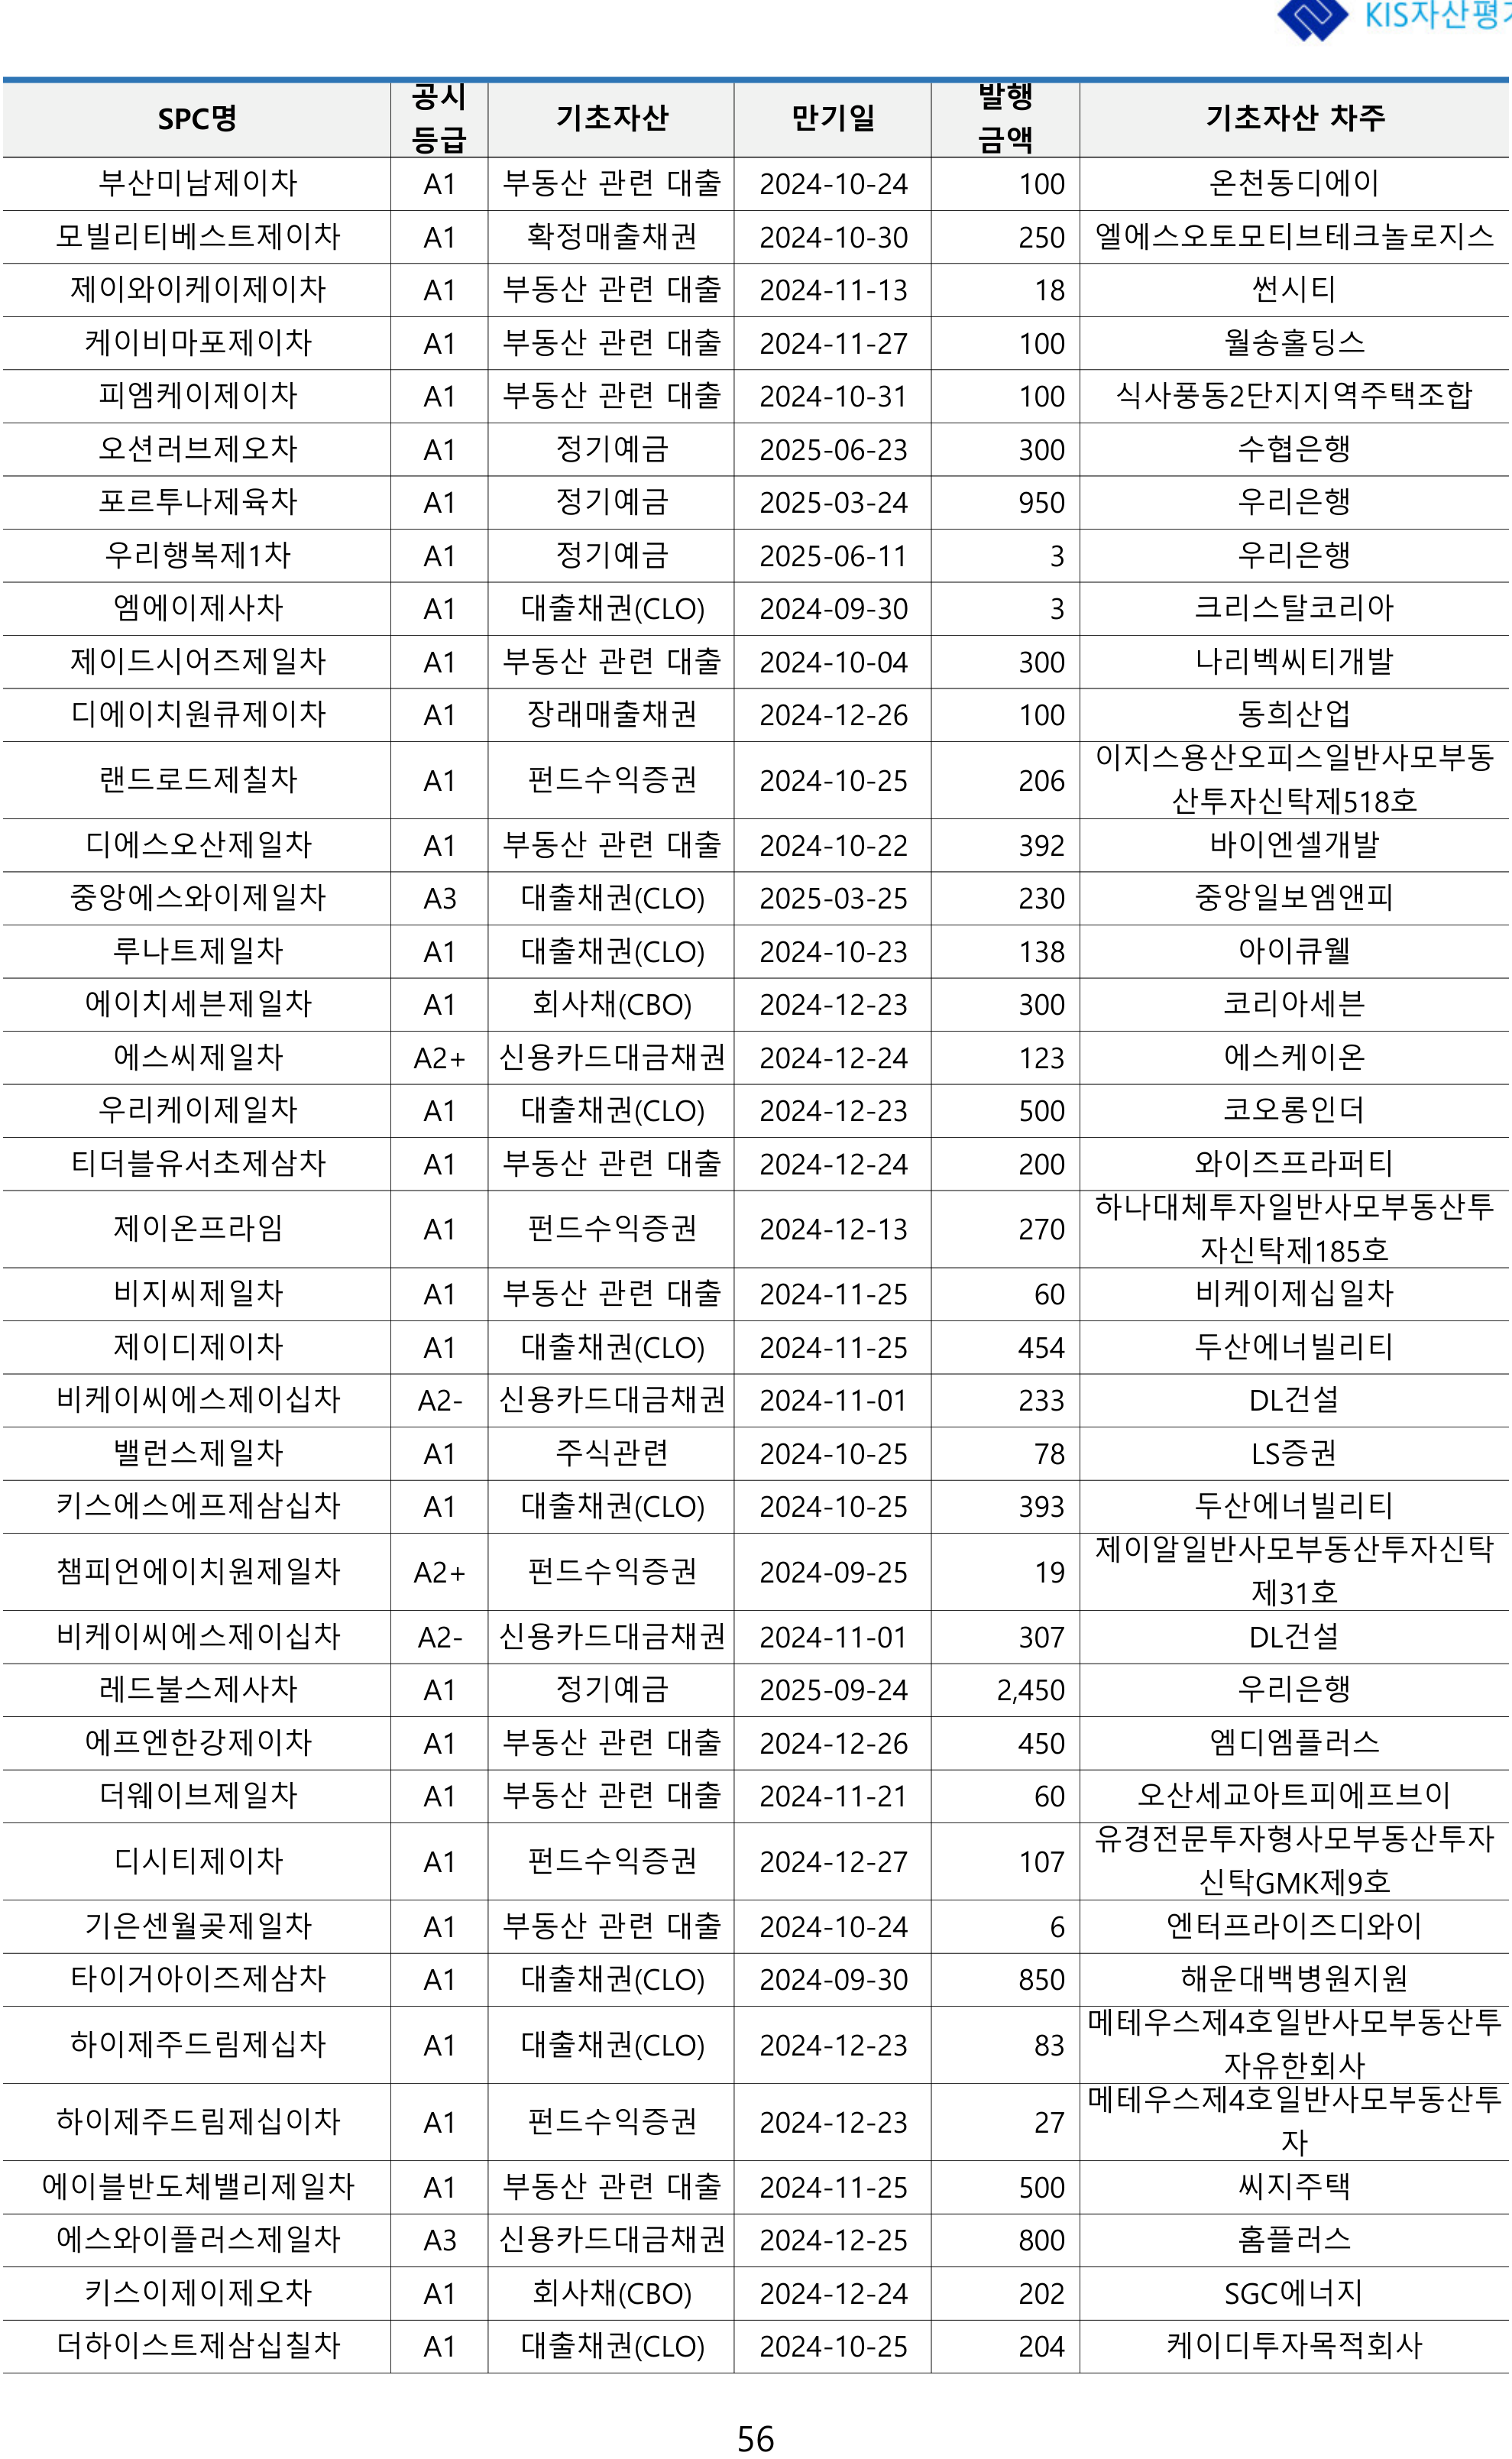 KIS자산평가
SPC명 공시 등급 기초자산 만기일 발행 금액 기초자산 차주
부산미남제이차 A1 부동산 관련 대출 2024-10-24 100 온천동디에이
모빌리티베스트제이차 A1 확정매출채권 2024-10-30 250 엘에스오토모티브테크놀로지스
제이와이케이제이차 A1 부동산 관련 대출 2024-11-13 18 썬시티
케이비마포제이차 A1 부동산 관련 대출 2024-11-27 100 월송홀딩스
피엠케이제이차 A1 부동산 관련 대출 2024-10-31 100 식사풍동2단지지역주택조합
오션러브제오차 A1 정기예금 2025-06-23 300 수협은행
포르투나제육차 A1 정기예금 2025-03-24 950 우리은행
우리행복제1차 A1 정기예금 2025-06-11 3 우리은행
엠에이제사차 A1 대출채권(CLO) 2024-09-30 3 크리스탈코리아
제이드시어즈제일차 A1 부동산 관련 대출 2024-10-04 300 나리벡씨티개발
디에이치원큐제이차 A1 장래매출채권 2024-12-26 100 동희산업
랜드로드제칠차 A1 펀드수익증권 2024-10-25 206 이지스용산오피스일반사모부동
산투자신탁제518호
디에스오산제일차 A1 부동산 관련 대출 2024-10-22 392 바이엔셀개발
중앙에스와이제일차 A3 대출채권(CLO) 2025-03-25 230 중앙일보엠앤피
루나트제일차 A1 대출채권(CLO) 2024-10-23 138 아이큐웰
에이치세븐제일차 A1 회사채(CBO) 2024-12-23 300 코리아세븐
에스씨제일차 A2+ 신용카드대금채권 2024-12-24 123 에스케이온
우리케이제일차 A1 대출채권(CLO) 2024-12-23 500 코오롱인더
티더블유서초제삼차 A1 부동산 관련 대출 2024-12-24 200 와이즈프라퍼티
제이온프라임 A1 펀드수익증권 2024-12-13 270 하나대체투자일반사모부동산투
자신탁제185호
비지씨제일차 A1 부동산 관련 대출 2024-11-25 60 비케이제십일차
제이디제이차 A1 대출채권(CLO) 2024-11-25 454 두산에너빌리티
비케이씨에스제이십차 A2- 신용카드대금채권 2024-11-01 233 DL건설
밸런스제일차 A1 주식관련 2024-10-25 78 LS증권
키스에스에프제삼십차 A1 대출채권(CLO) 2024-10-25 393 두산에너빌리티
챔피언에이치원제일차 A2+ 펀드수익증권 2024-09-25 19 제이알일반사모부동산투자신탁
제31호
비케이씨에스제이십차 A2- 신용카드대금채권 2024-11-01 307 DL건설
레드불스제사차 A1 정기예금 2025-09-24 2,450 우리은행
에프엔한강제이차 A1 부동산 관련 대출 2024-12-26 450 엠디엠플러스
더웨이브제일차 A1 부동산 관련 대출 2024-11-21 60 오산세교아트피에프브이
디시티제이차 A1 펀드수익증권 2024-12-27 107 유경전문투자형사모부동산투자
신탁GMK제9호
기은센월곶제일차 A1 부동산 관련 대출 2024-10-24 6 엔터프라이즈디와이
타이거아이즈제삼차 A1 대출채권(CLO) 2024-09-30 850 해운대백병원지원
하이제주드림제십차 A1 대출채권(CLO) 2024-12-23 83 메테우스제4호일반사모부동산투
자유한회사
하이제주드림제십이차 A1 펀드수익증권 2024-12-23 27 메테우스제4호일반사모부동산투
자
에이블반도체밸리제일차 A1 부동산 관련 대출 2024-11-25 500 씨지주택
에스와이플러스제일차 A3 신용카드대금채권 2024-12-25 800 홈플러스
키스이제이제오차 A1 회사채(CBO) 2024-12-24 202 SGC에너지
더하이스트제삼십칠차 A1 대출채권(CLO) 2024-10-25 204 케이디투자목적회사
56